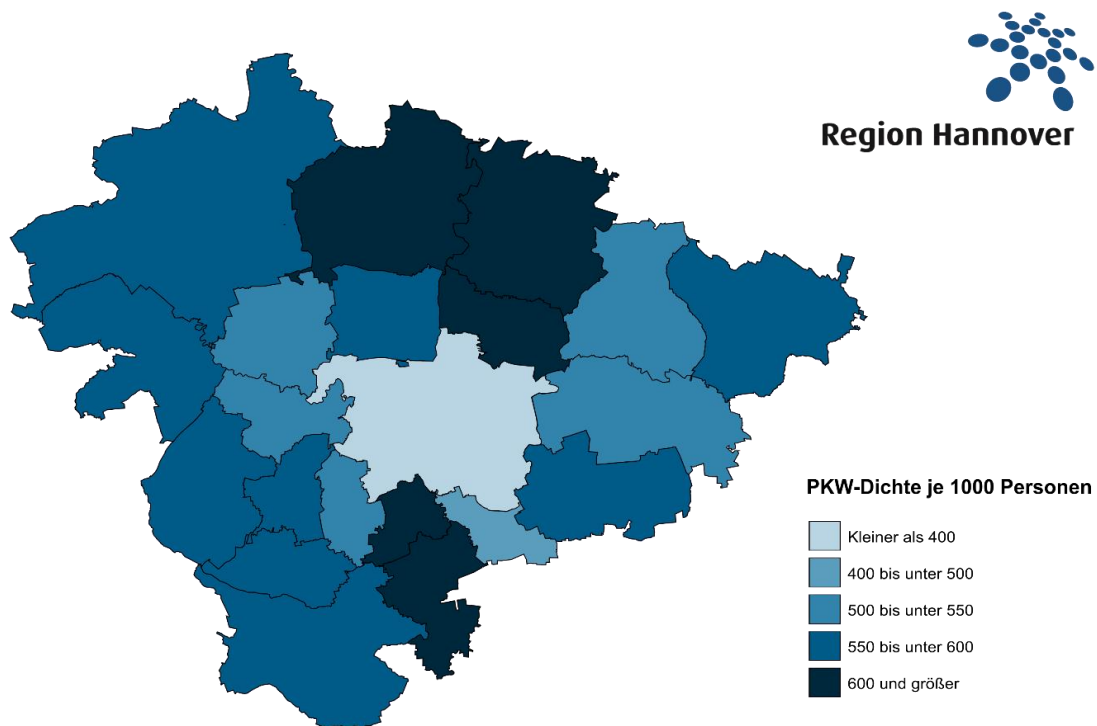 Region Hannover
PKW-Dichte je 1000 Personen
Kleiner als 400
400 bis unter 500
500 bis unter 550
550 bis unter 600
600 und größer